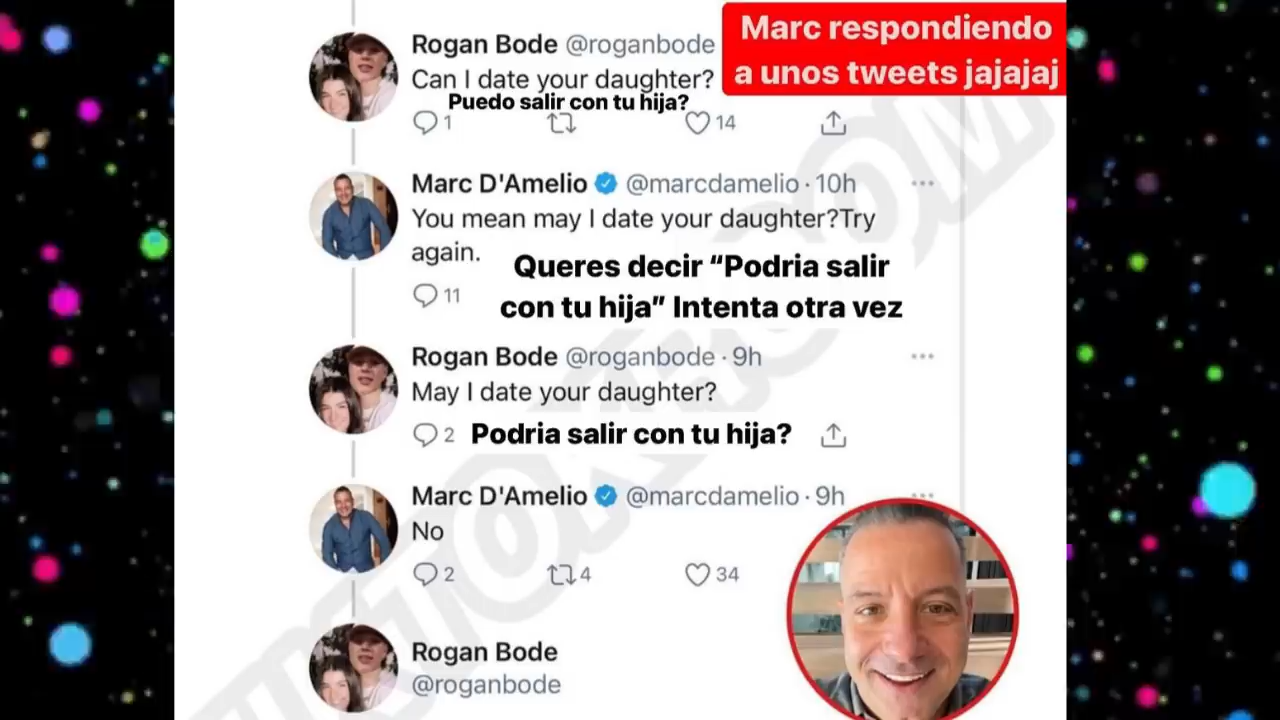 Marc respondiendo
a unos tweets jajajaj
Rogan Bode @roganbode
Can I date your daughter?
Puedo salir con tu hija?
1 14
Marc D'Amelio @marcdamelio · 10h
You mean may I date your daughter?Try
again.
Queres decir “Podria salir
con tu hija” Intenta otra vez
11
Rogan Bode @roganbode · 9h
May I date your daughter?
2 Podria salir con tu hija?
Marc D'Amelio @marcdamelio · 9h
No
2 4 34
Rogan Bode
@roganbode